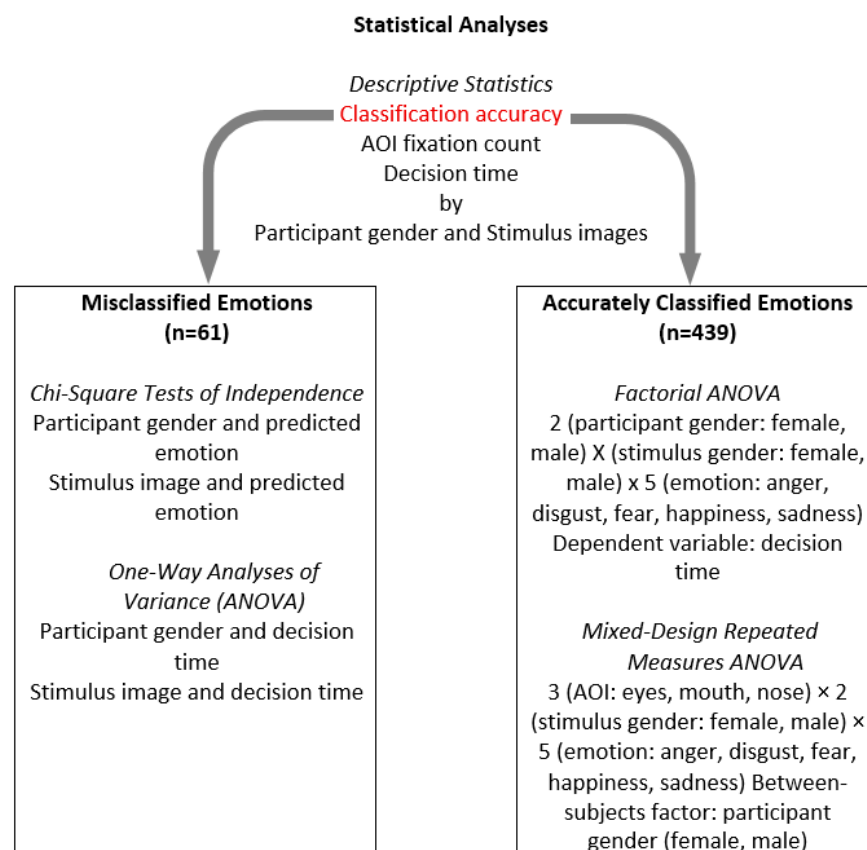 Statistical Analyses
Descriptive Statistics
Classification accuracy
AOI fixation count
Decision time
by
Participant gender and Stimulus images
Misclassified Emotions
(n=61)
Chi-Square Tests of Independence
Participant gender and predicted
emotion
Stimulus image and predicted
emotion
One-Way Analyses of
Variance (ANOVA)
Participant gender and decision
time
Stimulus image and decision time
Accurately Classified Emotions
(n=439)
Factorial ANOVA
2 (participant gender: female,
male) X (stimulus gender: female,
male) x 5 (emotion: anger,
disgust, fear, happiness, sadness)
Dependent variable: decision
time
Mixed-Design Repeated
Measures ANOVA
3 (AOI: eyes, mouth, nose) × 2
(stimulus gender: female, male) ×
5 (emotion: anger, disgust, fear,
happiness, sadness) Between-
subjects factor: participant
gender (female, male)